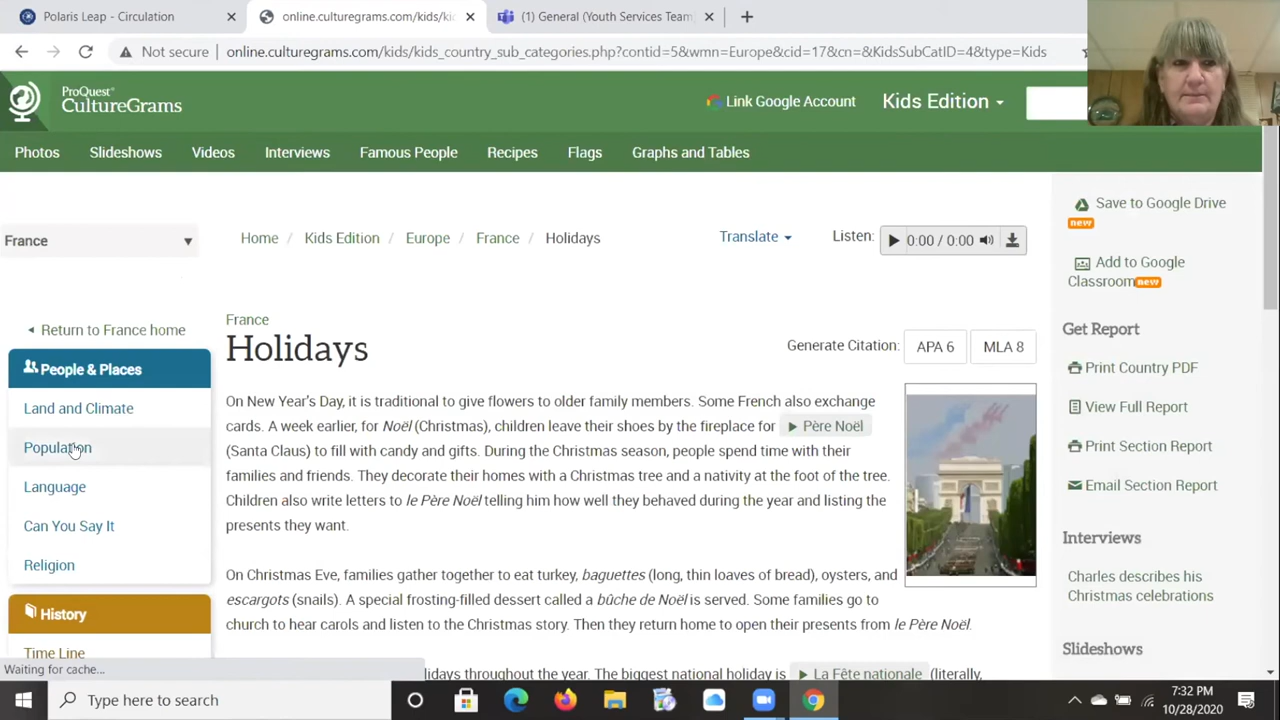 Polaris Leap - Circulation
online.culturegrams.com/kids/ki
(1) General (Youth Services Team
Not secure
online.culturegrams.com/kids/kids_country_sub_categories.php?contid=5&wmn=Europe&cid=17&cn=&KidsSubCatID=4&type=Kids
ProQuest
CultureGrams
Link Google Account
Kids Edition
Photos Slideshows Videos Interviews Famous People Recipes Flags Graphs and Tables
France
Home / Kids Edition / Europe / France / Holidays
Translate
Listen:
0:00 / 0:00
Save to Google Drive
new
Add to Google
Classroom new
Return to France home
People & Places
Land and Climate
Population
Language
Can You Say It
Religion
History
Time Line
France
Holidays
Generate Citation:
APA 6
MLA 8
On New Year's Day, it is traditional to give flowers to older family members. Some French also exchange
cards. A week earlier, for Noël (Christmas), children leave their shoes by the fireplace for Père Noël
(Santa Claus) to fill with candy and gifts. During the Christmas season, people spend time with their
families and friends. They decorate their homes with a Christmas tree and a nativity at the foot of the tree.
Children also write letters to le Père Noël telling him how well they behaved during the year and listing the
presents they want.
On Christmas Eve, families gather together to eat turkey, baguettes (long, thin loaves of bread), oysters, and
escargots (snails). A special frosting-filled dessert called a bûche de Noël is served. Some families go to
church to hear carols and listen to the Christmas story. Then they return home to open their presents from le Père Noël.
lidays throughout the year. The biggest national holiday is La Fête nationale (literally,
Get Report
Print Country PDF
View Full Report
Print Section Report
Email Section Report
Interviews
Charles describes his
Christmas celebrations
Slideshows
Waiting for cache...
Type here to search
7:32 PM
10/28/2020